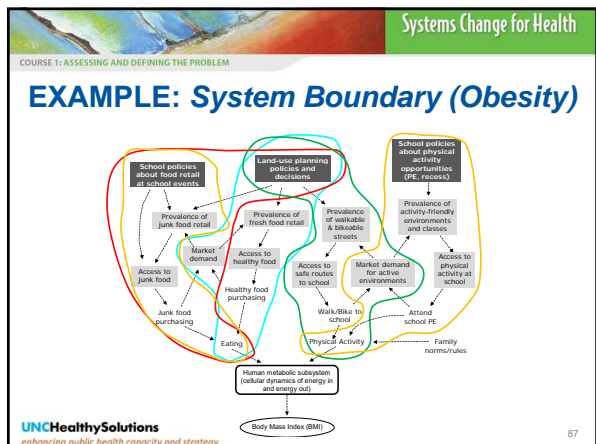 Systems Change for Health
COURSE 1: ASSESSING AND DEFINING THE PROBLEM
EXAMPLE: System Boundary (Obesity)
School policies
about food retail
at school events
Land-use planning
policies and
decisions
School policies
about physical
activity
opportunities
(PE, recess)
Prevalence of
junk food retail
Prevalence of
fresh food retail
Prevalence
of walkable
& bikeable
streets
Prevalence of
activity-friendly
environments
and classes
Market
demand
Access to
junk food
Access to
healthy food
Access to
safe routes
to school
Market demand
for active
environments
Access to
physical
activity at
school
Healthy food
purchasing
Junk food
purchasing
Walk/Bike to
school
Attend
school PE
Eating
Physical Activity
Family
norms/rules
Human metabolic subsystem
(cellular dynamics of energy in
and energy out)
Body Mass Index (BMI)
UNCHealthySolutions
enhancing public health capacity and strategy
87